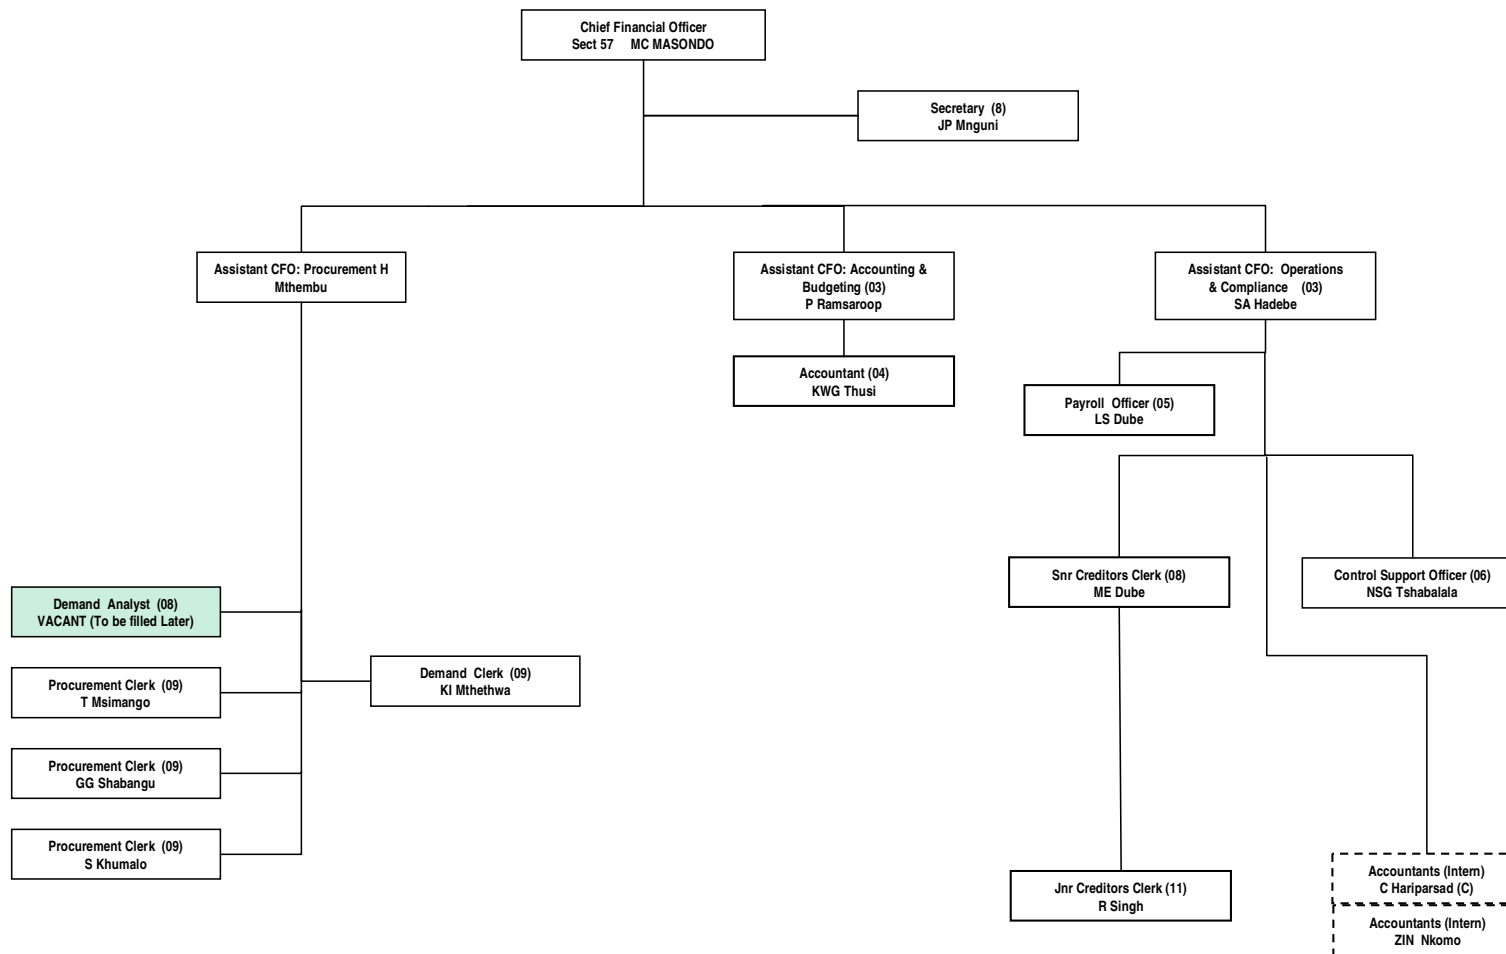 Chief Financial Officer
Sect 57 MC MASONDO
Secretary (8)
JP Mnguni
Assistant CFO: Procurement H
Mthembu
Assistant CFO: Accounting &
Budgeting (03)
P Ramsaroop
Assistant CFO: Operations
& Compliance (03)
SA Hadebe
Accountant (04)
KWG Thusi
Payroll Officer (05)
LS Dube
Snr Creditors Clerk (08)
ME Dube
Control Support Officer (06)
NSG Tshabalala
Demand Analyst (08)
VACANT (To be filled Later)
Demand Clerk (09)
KI Mthethwa
Procurement Clerk (09)
T Msimango
Procurement Clerk (09)
GG Shabangu
Procurement Clerk (09)
S Khumalo
Jnr Creditors Clerk (11)
R Singh
Accountants (Intern)
C Hariparsad (C)
Accountants (Intern)
ZIN Nkomo